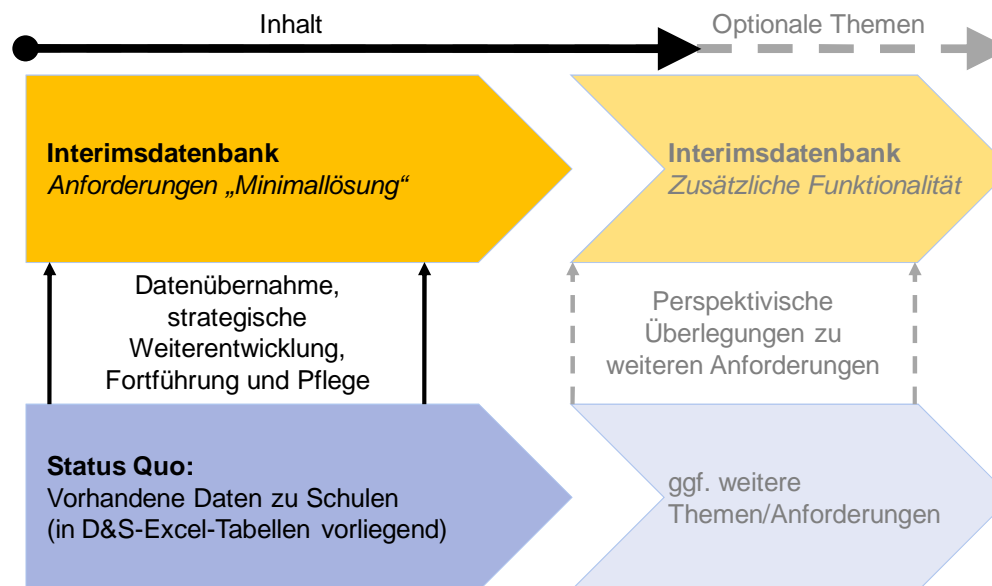 Inhalt
Optionale Themen
Interimsdatenbank
Anforderungen „Minimallösung“
Interimsdatenbank
Zusätzliche Funktionalität
Datenübernahme,
strategische
Weiterentwicklung,
Fortführung und Pflege
Perspektivische
Überlegungen zu
weiteren Anforderungen
Status Quo:
Vorhandene Daten zu Schulen
(in D&S-Excel-Tabellen vorliegend)
ggf. weitere
Themen/Anforderungen